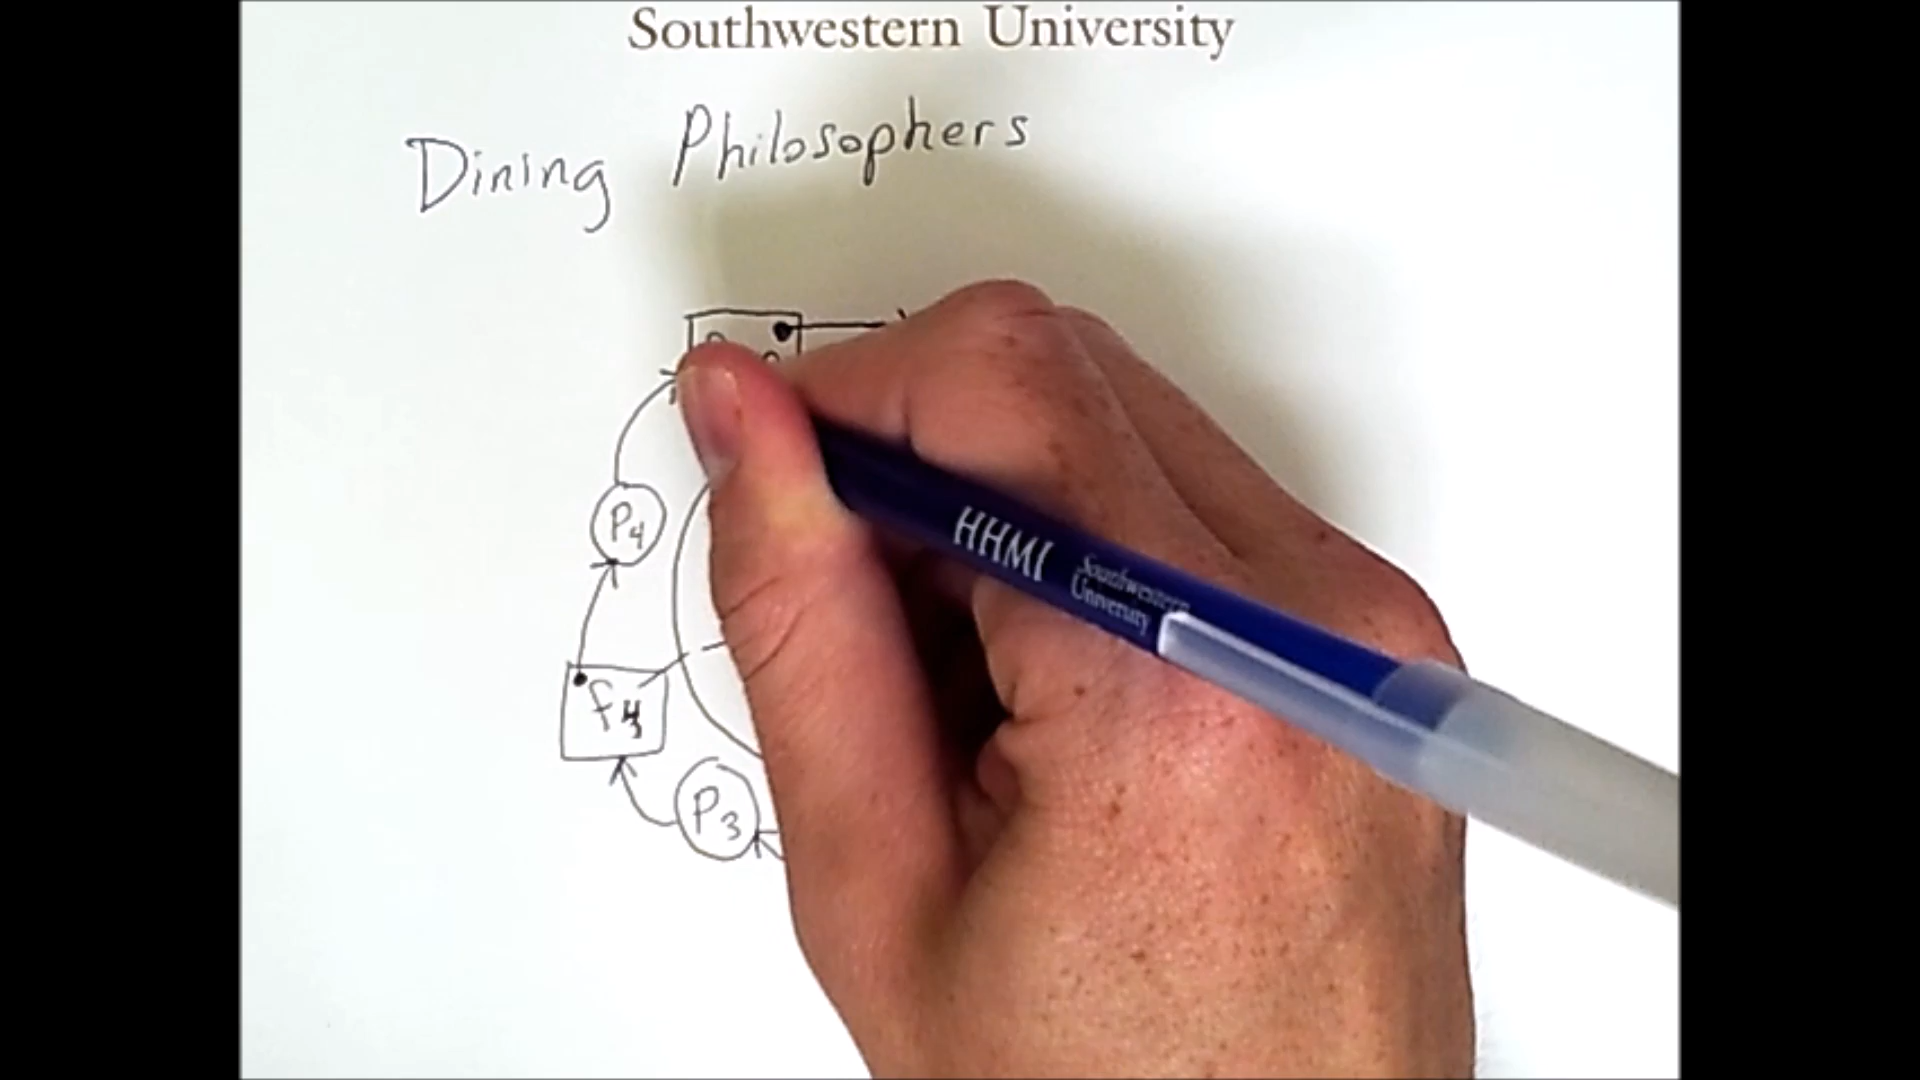 Southwestern University
Dining Philosophers
P4
HHMI
Southwestern
University
f4
P3